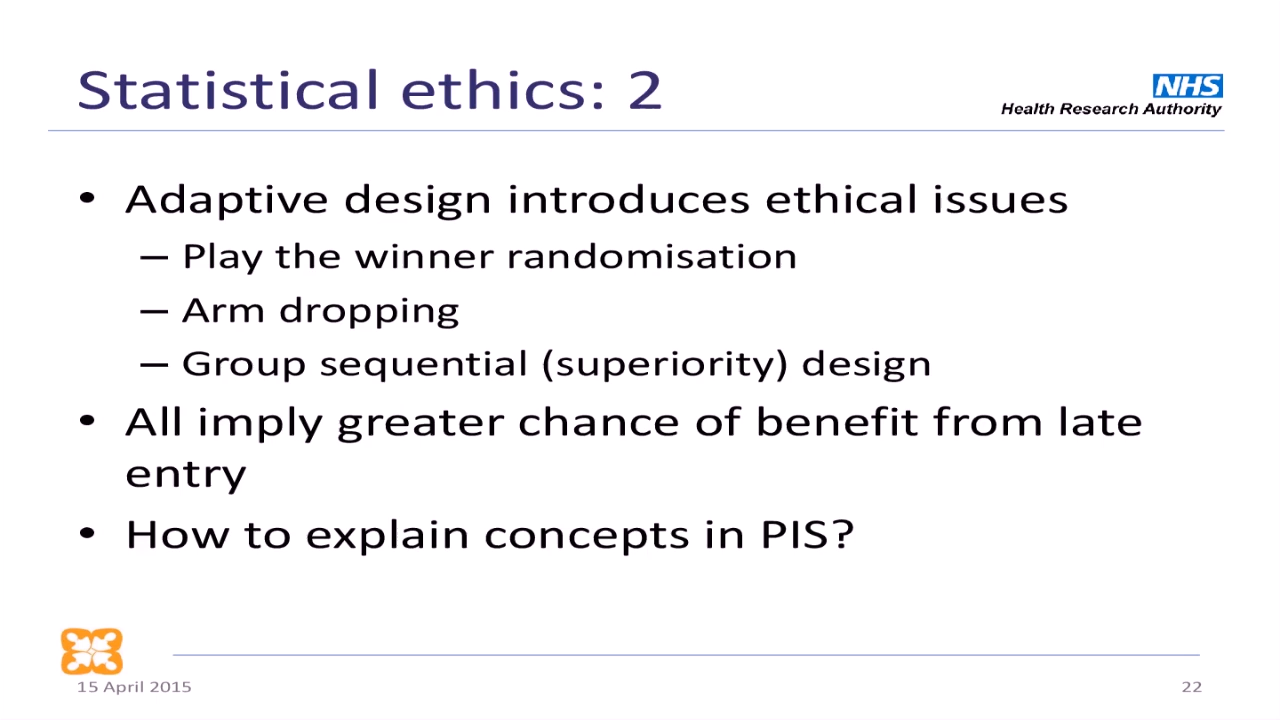 Statistical ethics: 2
NHS
Health Research Authority
• Adaptive design introduces ethical issues
– Play the winner randomisation
– Arm dropping
– Group sequential (superiority) design
• All imply greater chance of benefit from late
entry
• How to explain concepts in PIS?
15 April 2015
22